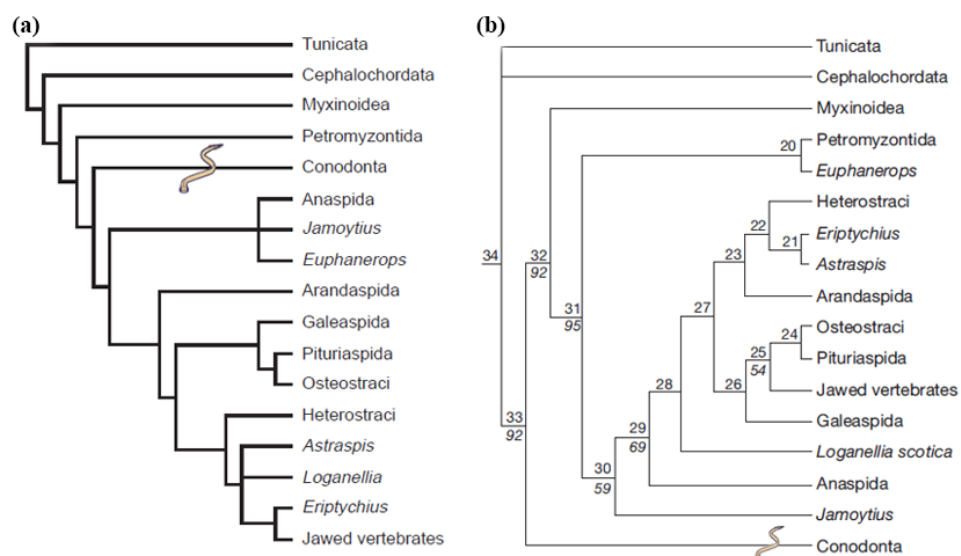 (a)
Tunicata
Cephalochordata
Myxinoidea
Petromyzontida
Conodonta
Anaspida
Jamoytius
Euphanerops
Arandaspida
Galeaspida
Pituriaspida
Osteostraci
Heterostraci
Astraspis
Loganellia
Eriptychius
Jawed vertebrates
(b)
Tunicata
Cephalochordata
Myxinoidea
Petromyzontida
Euphanerops
Heterostraci
Eriptychius
Astraspis
Arandaspida
Osteostraci
Pituriaspida
Jawed vertebrates
Galeaspida
Loganellia scotica
Anaspida
Jamoytius
Conodonta
20
22
21
23
34
32
92
27
31
95
24
25
54
26
28
33
92
29
69
30
59